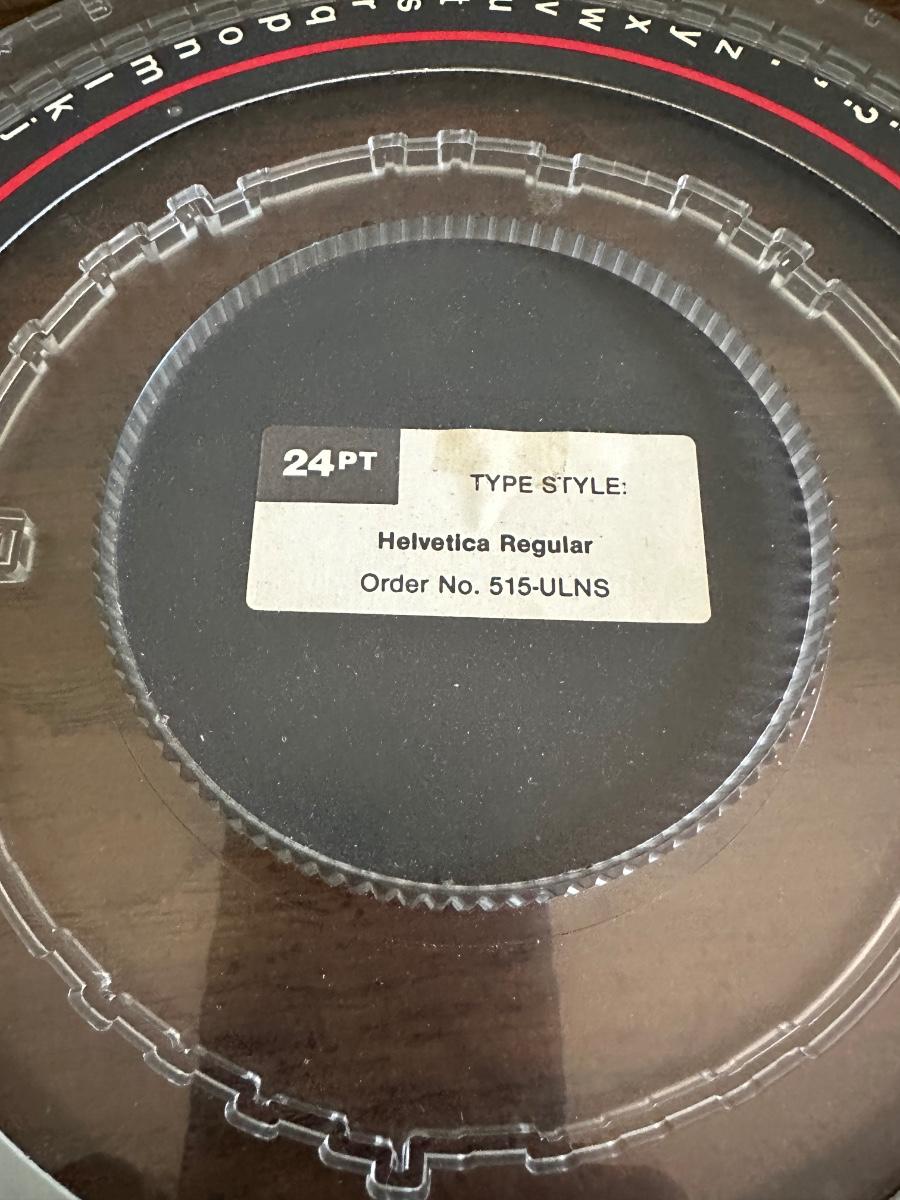 j k l m n o p q r s t u v w x y z . , ' ?
24PT
TYPE STYLE:
Helvetica Regular
Order No. 515-ULNS